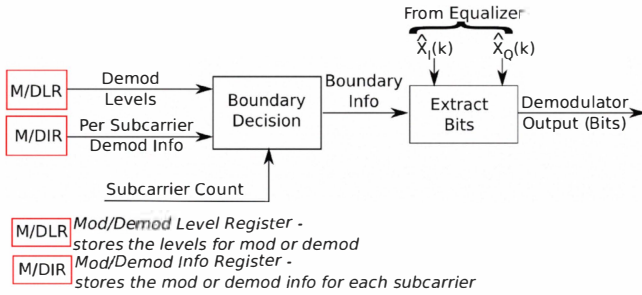 From Equalizer
X̂I(k) X̂Q(k)
M/DLR
Demod
Levels
M/DIR
Per Subcarrier
Demod Info
Boundary
Decision
Boundary
Info
Extract
Bits
Demodulator
Output (Bits)
Subcarrier Count
M/DLR Mod/Demod Level Register -
stores the levels for mod or demod
M/DIR Mod/Demod Info Register -
stores the mod or demod info for each subcarrier